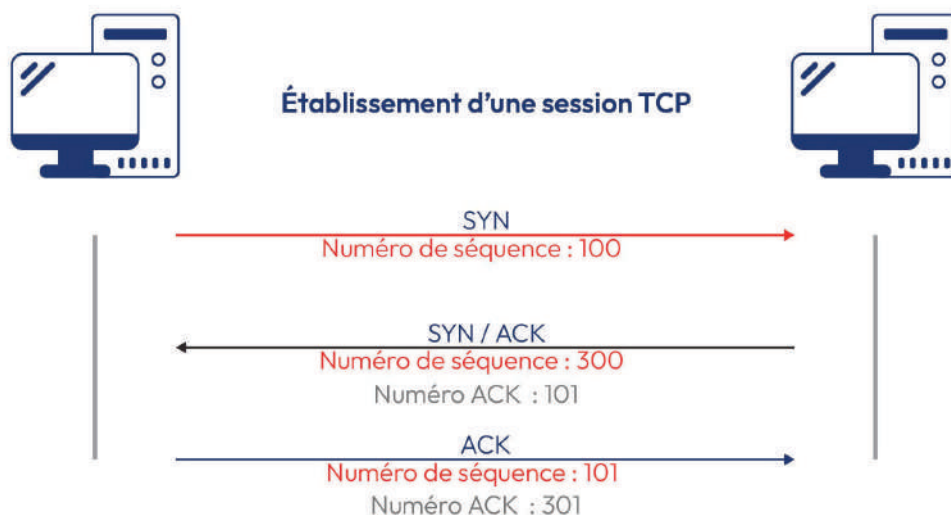 Établissement d'une session TCP
SYN
Numéro de séquence : 100
SYN / ACK
Numéro de séquence : 300
Numéro ACK : 101
ACK
Numéro de séquence : 101
Numéro ACK : 301